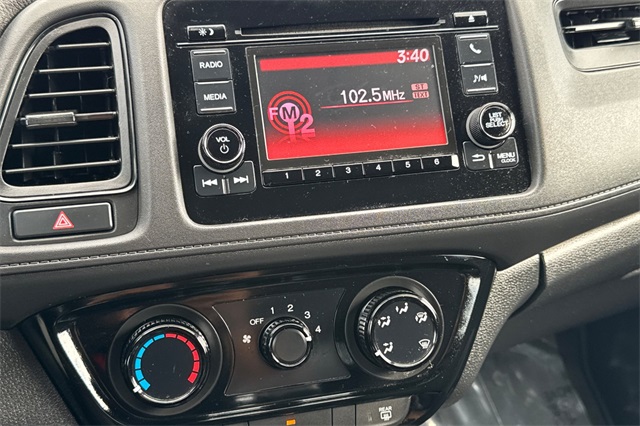 3:40
RADIO
MEDIA
FM2
102.5MHz
ST
VOL
LIST
PUSH
SELECT
MENU
CLOCK
1 2 3 4 5 6
OFF 1 2 3 4
REAR